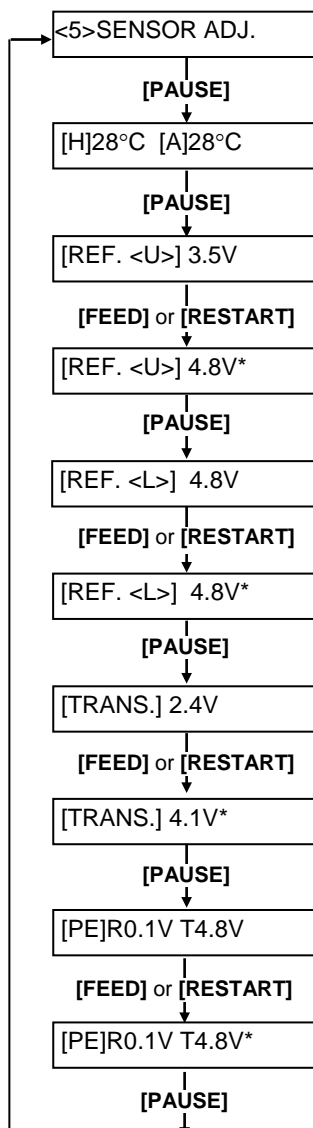 <5>SENSOR ADJ.
[PAUSE]
[H]28°C [A]28°C
[PAUSE]
[REF. <U>] 3.5V
[FEED] or [RESTART]
[REF. <U>] 4.8V*
[PAUSE]
[REF. <L>] 4.8V
[FEED] or [RESTART]
[REF. <L>] 4.8V*
[PAUSE]
[TRANS.] 2.4V
[FEED] or [RESTART]
[TRANS.] 4.1V*
[PAUSE]
[PE]R0.1V T4.8V
[FEED] or [RESTART]
[PE]R0.1V T4.8V*
[PAUSE]